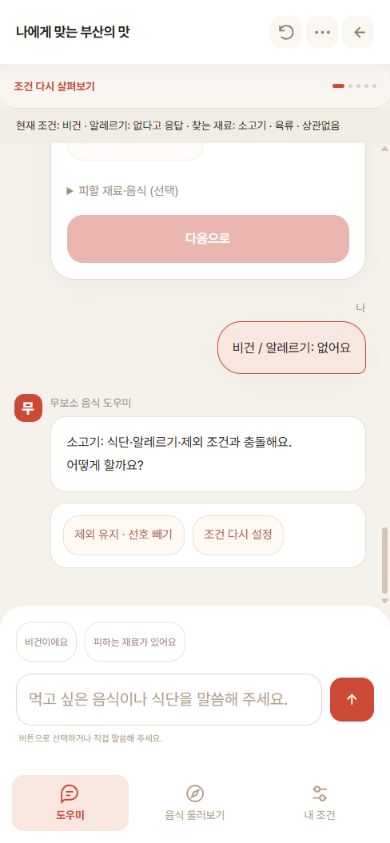 나에게 맞는 부산의 맛
조건 다시 살펴보기
현재 조건: 비건 · 알레르기: 없다고 응답 · 찾는 재료: 소고기 · 육류 · 상관없음
▶ 피할 재료·음식 (선택)
다음으로
나
비건 / 알레르기: 없어요
무
무보소 음식 도우미
소고기: 식단·알레르기·제외 조건과 충돌해요.
어떻게 할까요?
제외 유지 · 선호 빼기
조건 다시 설정
비건이에요
피하는 재료가 있어요
먹고 싶은 음식이나 식단을 말씀해 주세요.
버튼으로 선택하거나 직접 말씀해 주세요.
도우미
음식 둘러보기
내 조건